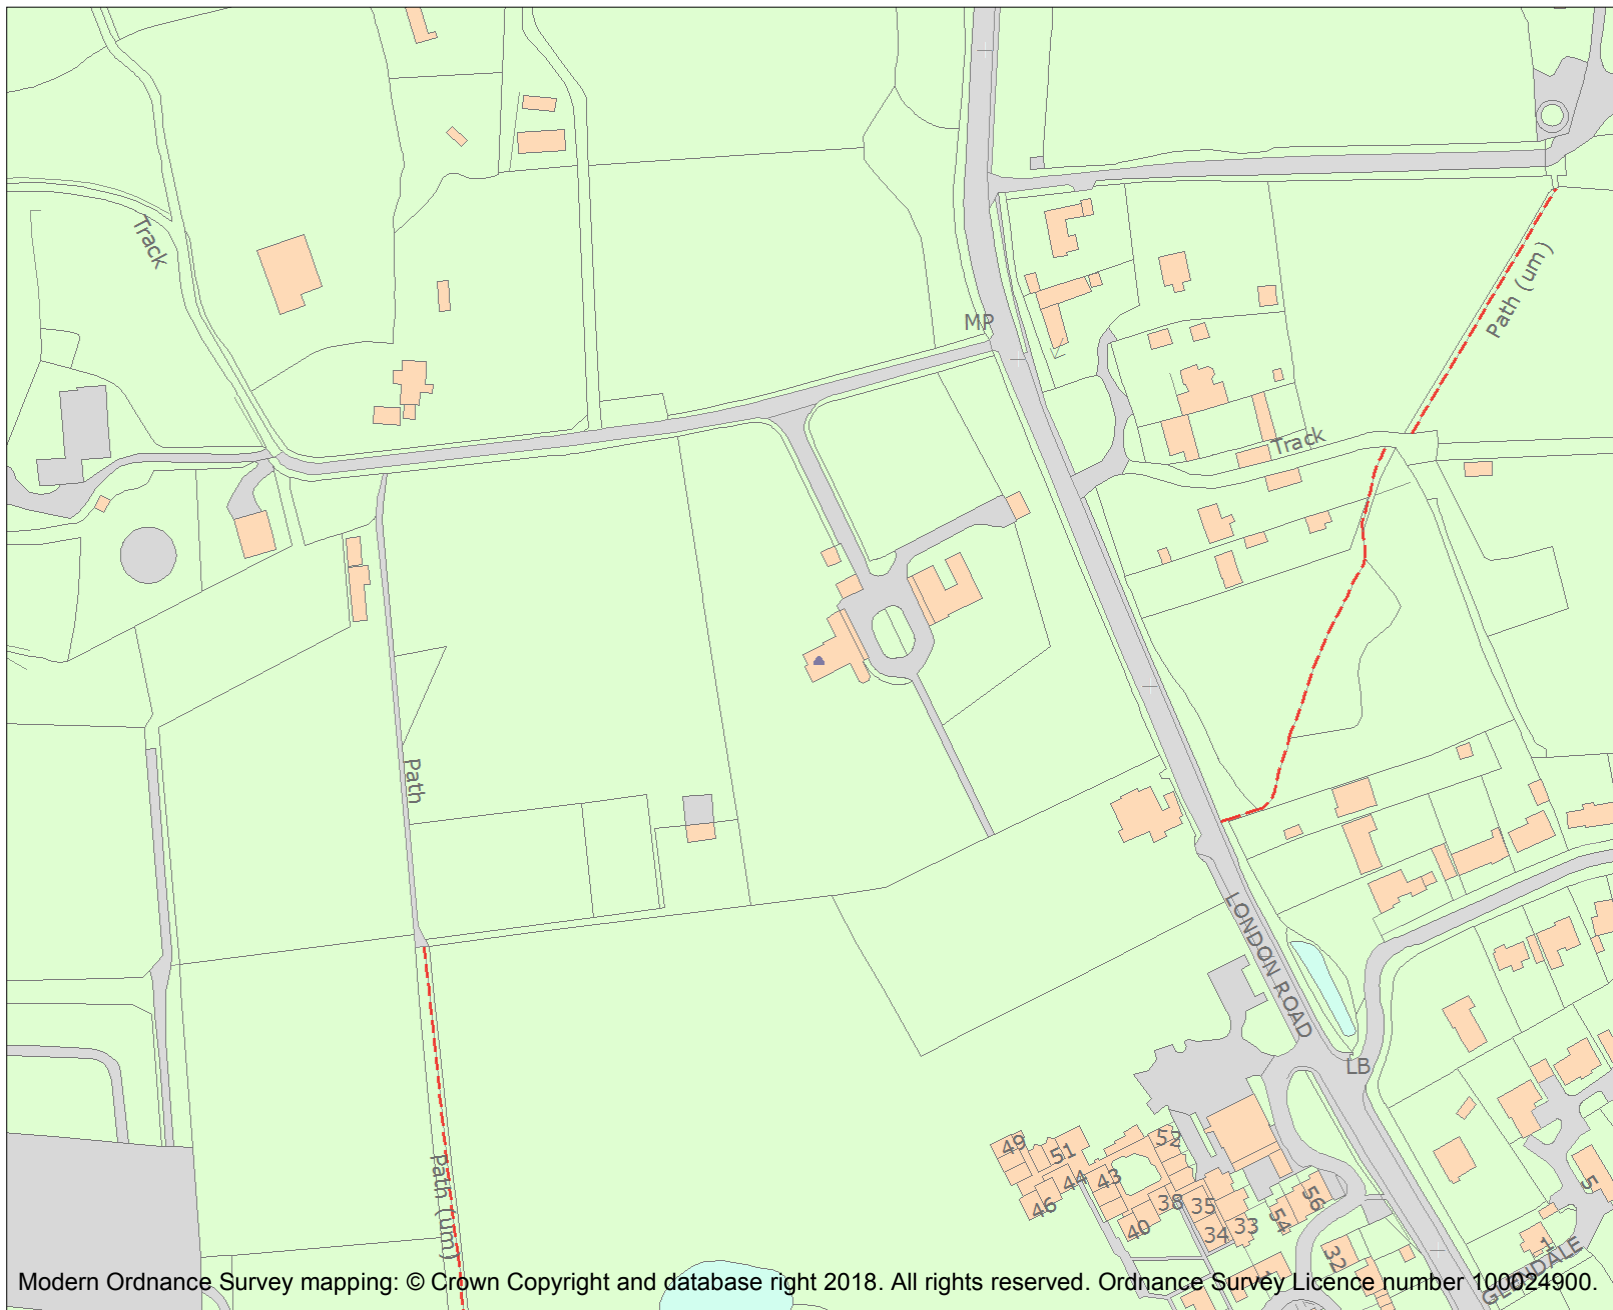 Track
Path (um)
MP
Track
Path
LONDON ROAD
LB
49
51
52
44
43
46
38
35
40
34
33
54
56
5
32
1
Path (um)
GLENDALE
Modern Ordnance Survey mapping: © Crown Copyright and database right 2018. All rights reserved. Ordnance Survey Licence number 100024900.